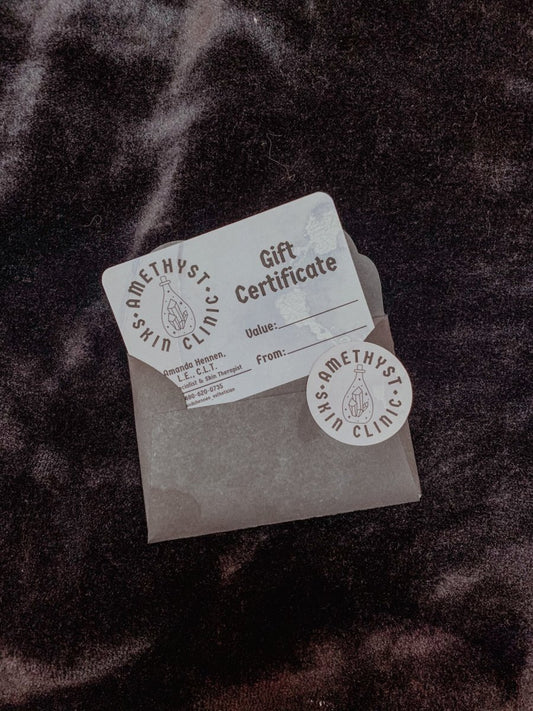 AMETHYST
SKIN CLINIC
Gift
Certificate
Value:
From:
Amanda Hennen,
L.E., C.L.T.
& Skin Therapist
AMETHYST
SKIN CLINIC